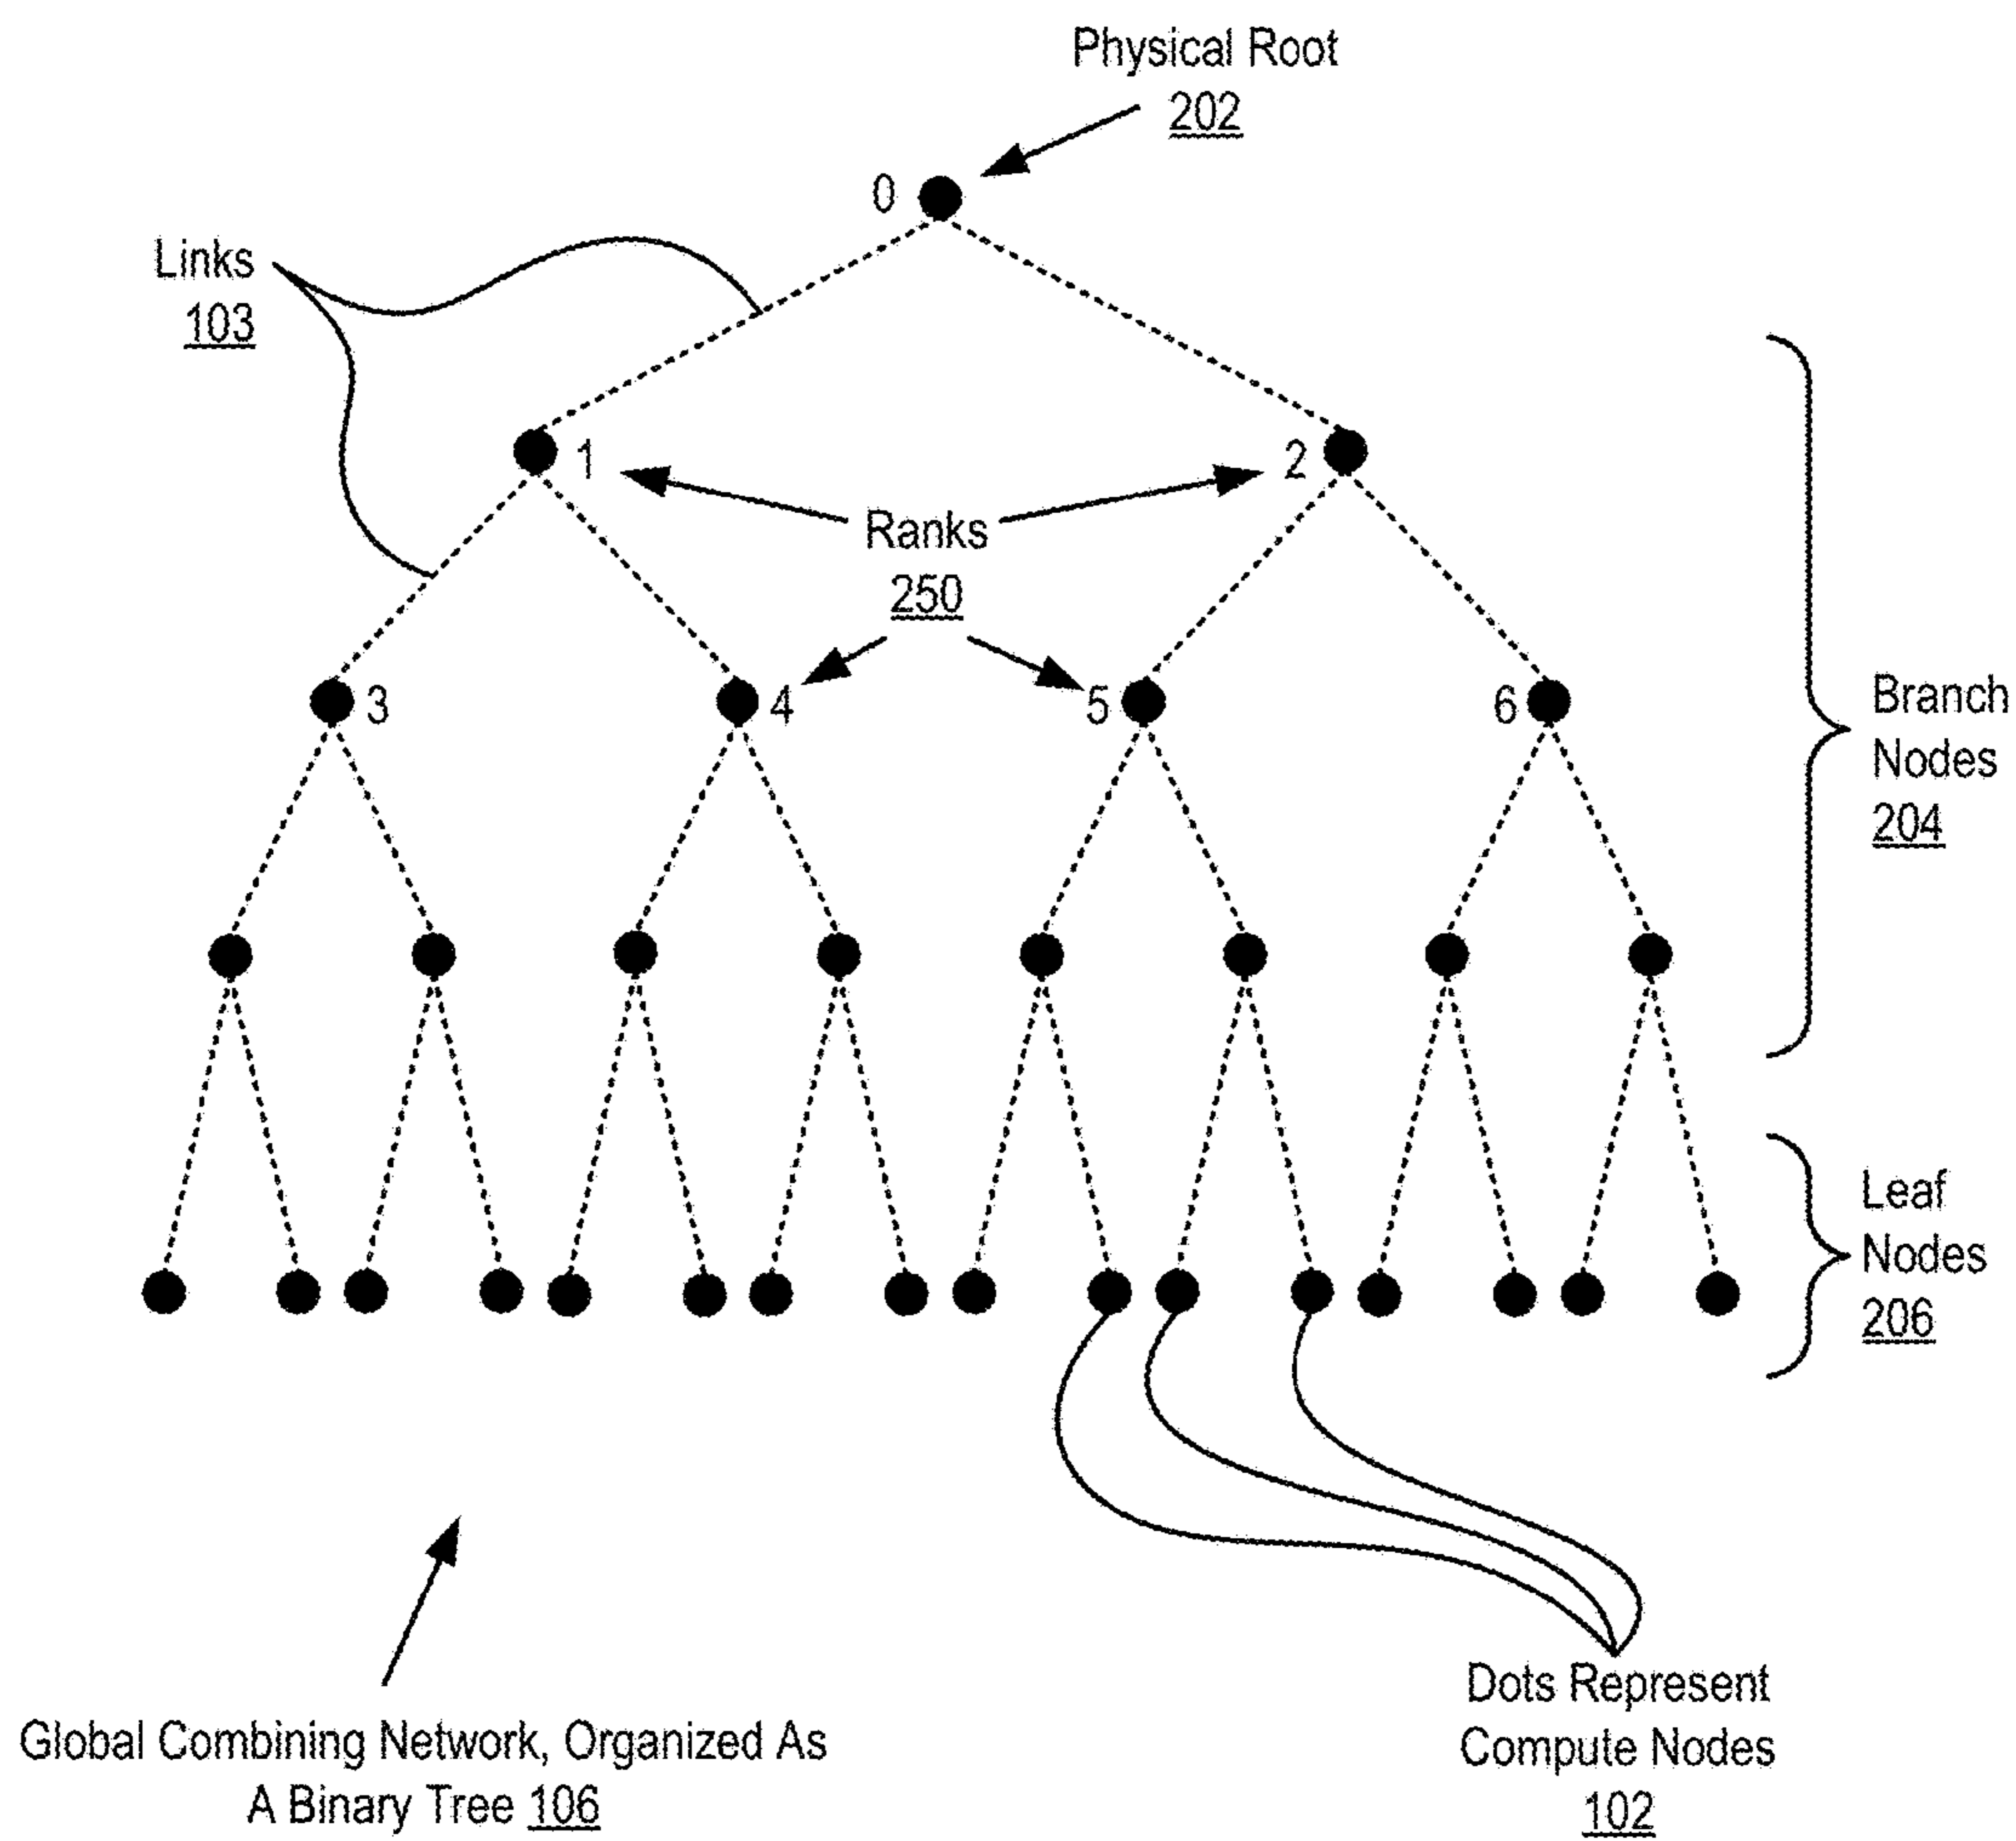 Physical Root
202
0
Links
103
1
2
Ranks
250
3
4
5
6
Branch
Nodes
204
Leaf
Nodes
206
Global Combining Network, Organized As
A Binary Tree 106
Dots Represent
Compute Nodes
102